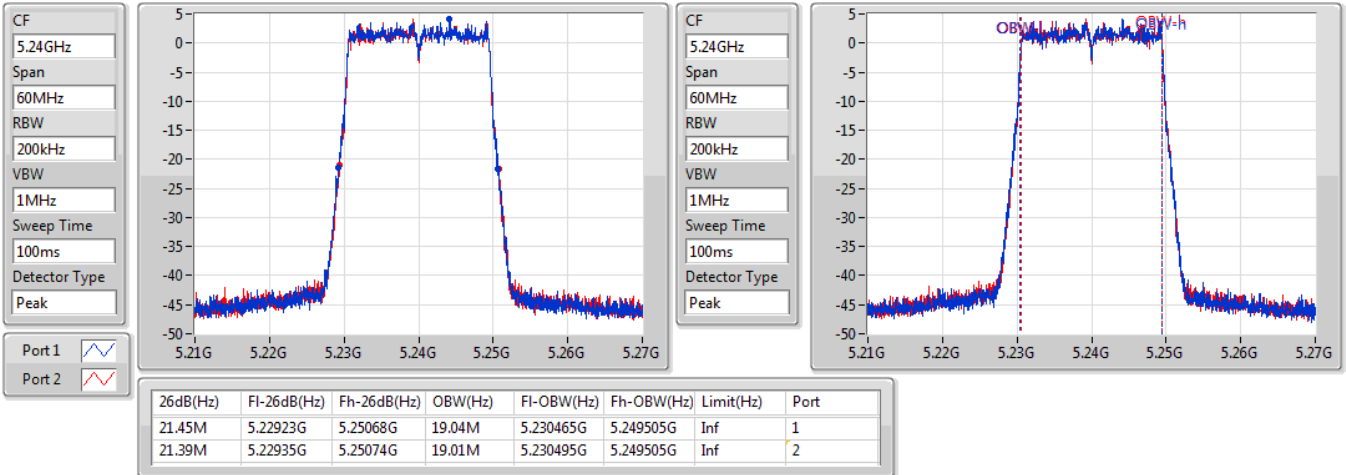 CF
5.24GHz
Span
60MHz
RBW
200kHz
VBW
1MHz
Sweep Time
100ms
Detector Type
Peak
5
0
-5
-10
-15
-20
-25
-30
-35
-40
-45
-50
5.21G 5.22G 5.23G 5.24G 5.25G 5.26G 5.27G
CF
5.24GHz
Span
60MHz
RBW
200kHz
VBW
1MHz
Sweep Time
100ms
Detector Type
Peak
OBW-l OBW-h
5
0
-5
-10
-15
-20
-25
-30
-35
-40
-45
-50
5.21G 5.22G 5.23G 5.24G 5.25G 5.26G 5.27G
Port 1
Port 2
26dB(Hz) Fl-26dB(Hz) Fh-26dB(Hz) OBW(Hz) Fl-OBW(Hz) Fh-OBW(Hz) Limit(Hz) Port
21.45M 5.22923G 5.25068G 19.04M 5.230465G 5.249505G Inf 1
21.39M 5.22935G 5.25074G 19.01M 5.230495G 5.249505G Inf 2